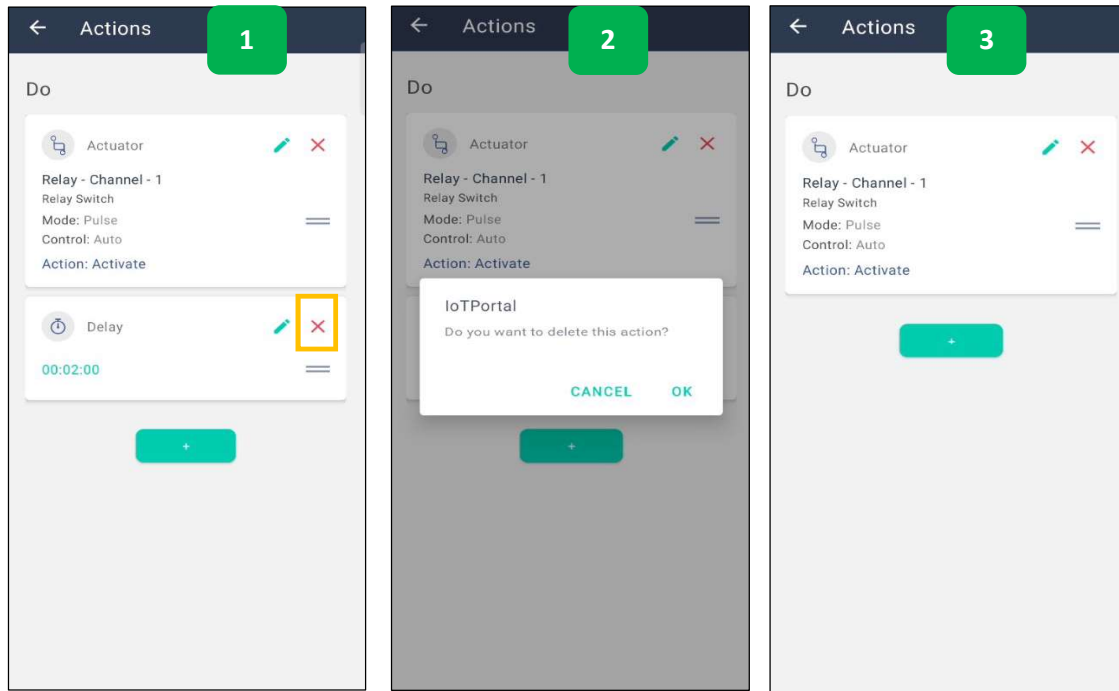 Actions
1
Do
Actuator
Relay - Channel - 1
Relay Switch
Mode: Pulse
Control: Auto
Action: Activate
Delay
00:02:00
+
Actions
2
Do
Actuator
Relay - Channel - 1
Relay Switch
Mode: Pulse
Control: Auto
Action: Activate
IoTPortal
Do you want to delete this action?
CANCEL OK
+
Actions
3
Do
Actuator
Relay - Channel - 1
Relay Switch
Mode: Pulse
Control: Auto
Action: Activate
+